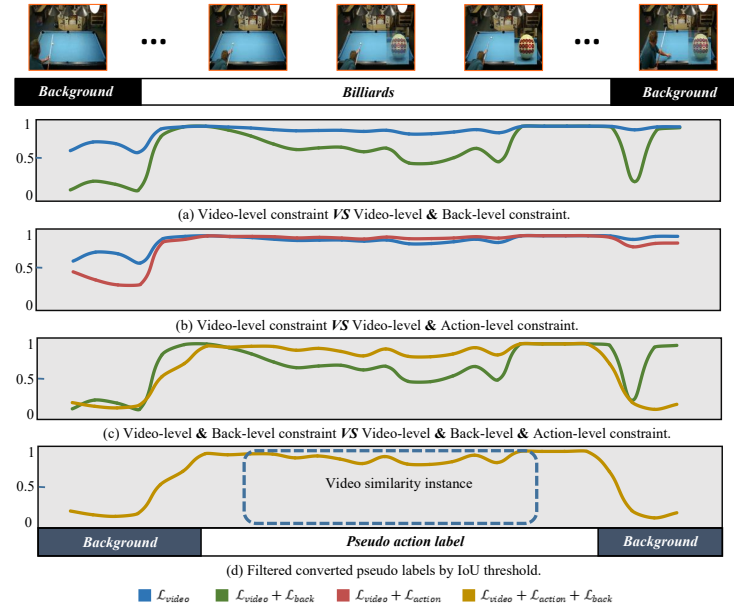 Background
Billiards
Background
1
0.5
0
(a) Video-level constraint VS Video-level & Back-level constraint.
1
0.5
0
(b) Video-level constraint VS Video-level & Action-level constraint.
1
0.5
0
(c) Video-level & Back-level constraint VS Video-level & Back-level & Action-level constraint.
1
0.5
0
Video similarity instance
Background
Pseudo action label
Background
(d) Filtered converted pseudo labels by IoU threshold.
ℒvideo
ℒvideo + ℒback
ℒvideo + ℒaction
ℒvideo + ℒaction + ℒback